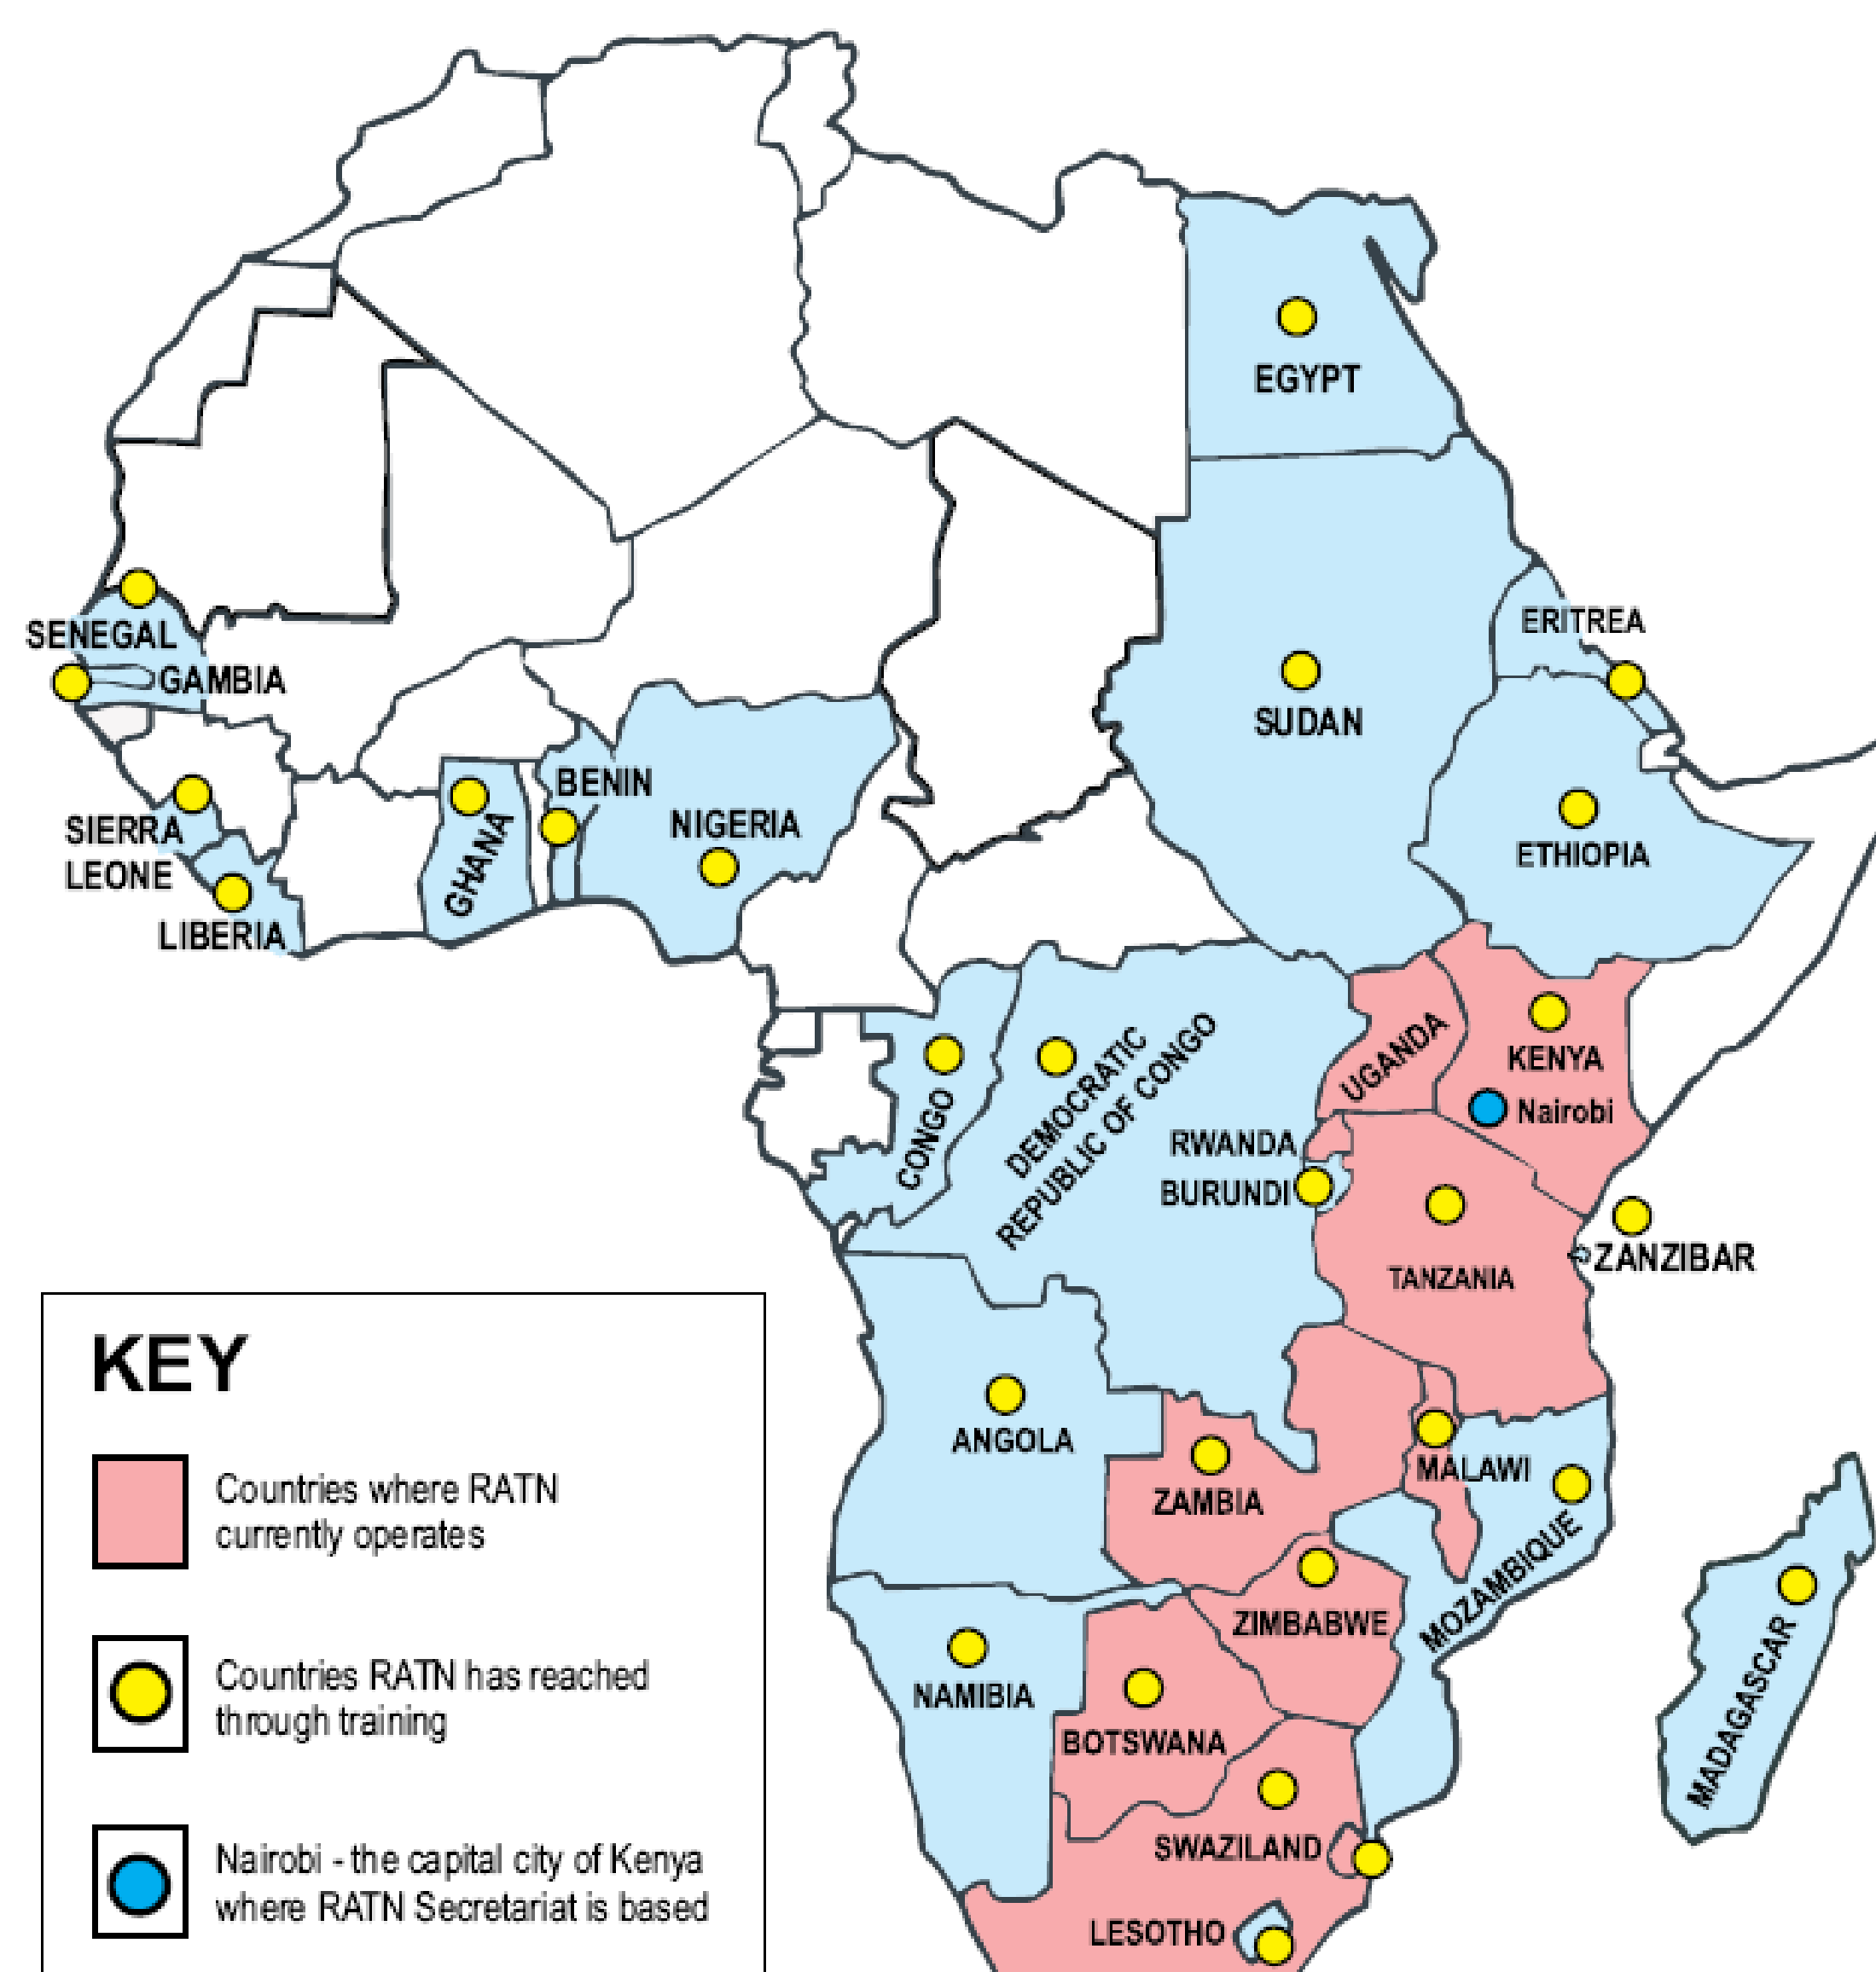 EGYPT
SENEGAL
GAMBIA
ERITREA
SUDAN
BENIN
NIGERIA
GHANA
SIERRA
LEONE
LIBERIA
ETHIOPIA
UGANDA
KENYA
Nairobi
CONGO
DEMOCRATIC
REPUBLIC OF CONGO
RWANDA
BURUNDI
TANZANIA
ZANZIBAR
ANGOLA
ZAMBIA
MALAWI
MOZAMBIQUE
ZIMBABWE
NAMIBIA
BOTSWANA
MADAGASCAR
SWAZILAND
LESOTHO
KEY
Countries where RATN
currently operates
Countries RATN has reached
through training
Nairobi - the capital city of Kenya
where RATN Secretariat is based